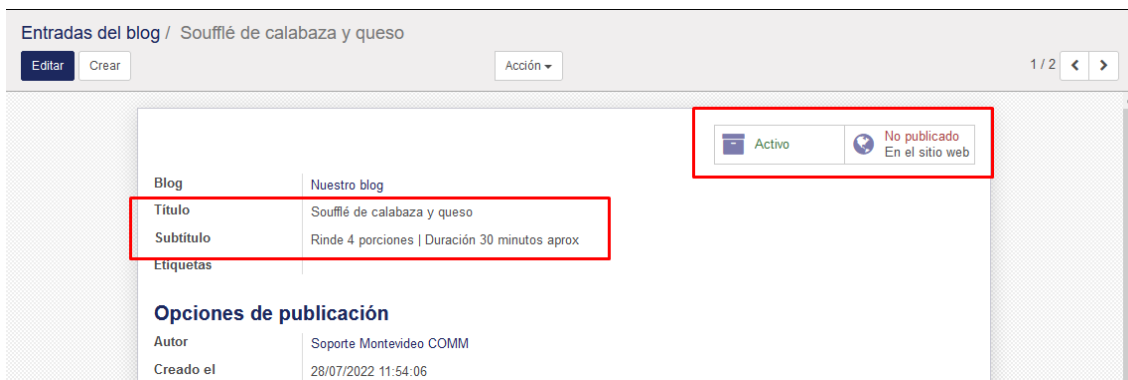 Entradas del blog / Soufflé de calabaza y queso
Editar Crear Acción 1 / 2
Activo No publicado
En el sitio web
Blog Nuestro blog
Título Soufflé de calabaza y queso
Subtítulo Rinde 4 porciones | Duración 30 minutos aprox
Etiquetas
Opciones de publicación
Autor Soporte Montevideo COMM
Creado el 28/07/2022 11:54:06